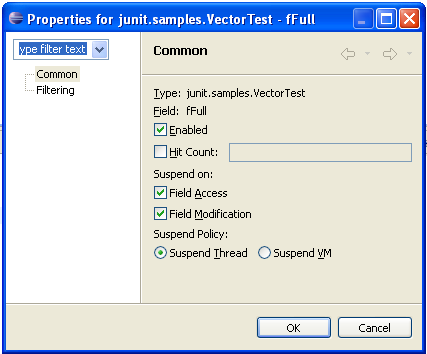 Properties for junit.samples.VectorTest - fFull
ype filter text
Common
Filtering
Common
Type: junit.samples.VectorTest
Field: fFull
Enabled
Hit Count:
Suspend on:
Field Access
Field Modification
Suspend Policy:
Suspend Thread
Suspend VM
OK
Cancel